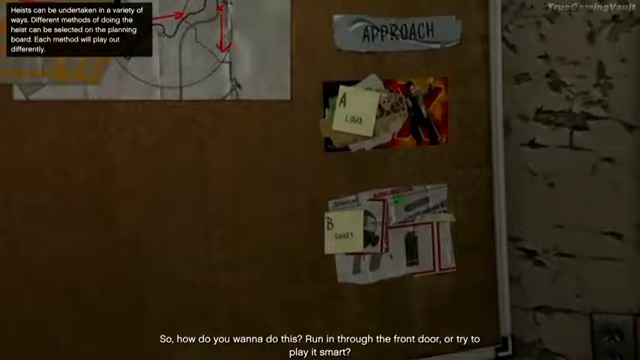 Heists can be undertaken in a variety of
ways. Different methods of doing the
heist can be selected on the planning
board. Each method will play out
differently.
TrueGamingVault
APPROACH
A
LOUD
B
SMART
So, how do you wanna do this? Run in through the front door, or try to
play it smart?